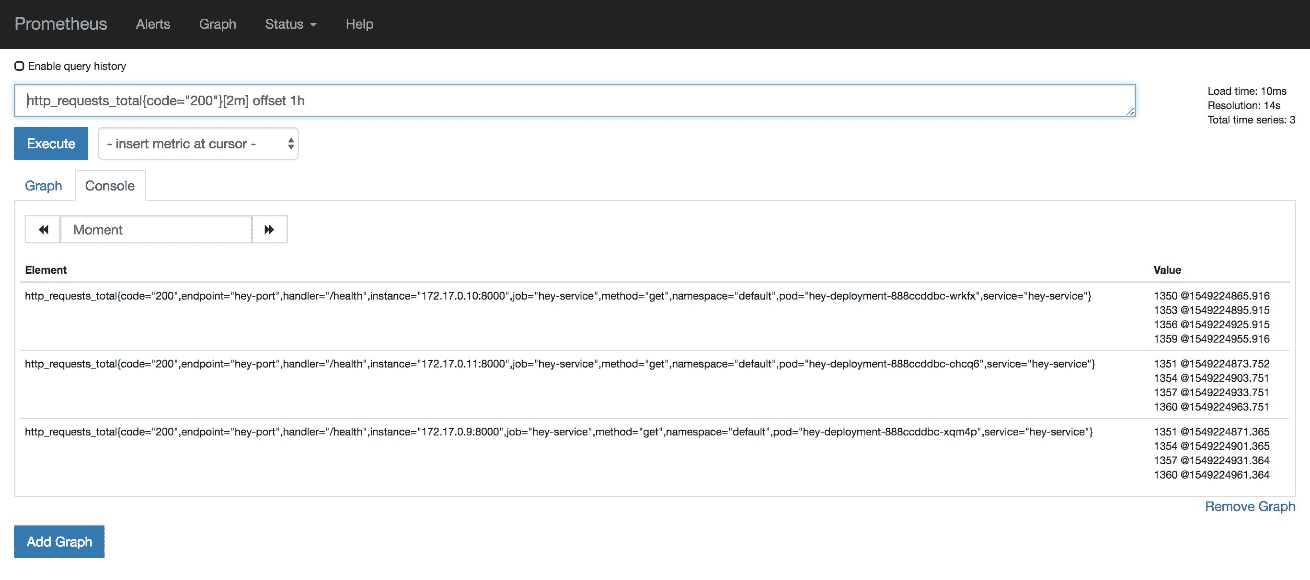 Prometheus Alerts Graph Status Help
Enable query history
http_requests_total{code="200"}[2m] offset 1h
Load time: 10ms
Resolution: 14s
Total time series: 3
Execute - insert metric at cursor -
Graph Console
Moment
Element Value
http_requests_total{code="200",endpoint="hey-port",handler="/health",instance="172.17.0.10:8000",job="hey-service",method="get",namespace="default",pod="hey-deployment-888ccddbc-wrkfx",service="hey-service"} 1350 @1549224865.916
1353 @1549224895.915
1356 @1549224925.915
1359 @1549224955.916
http_requests_total{code="200",endpoint="hey-port",handler="/health",instance="172.17.0.11:8000",job="hey-service",method="get",namespace="default",pod="hey-deployment-888ccddbc-chcq6",service="hey-service"} 1351 @1549224873.752
1354 @1549224903.751
1357 @1549224933.751
1360 @1549224963.751
http_requests_total{code="200",endpoint="hey-port",handler="/health",instance="172.17.0.9:8000",job="hey-service",method="get",namespace="default",pod="hey-deployment-888ccddbc-xqm4p",service="hey-service"} 1351 @1549224871.365
1354 @1549224901.365
1357 @1549224931.364
1360 @1549224961.364
Remove Graph
Add Graph